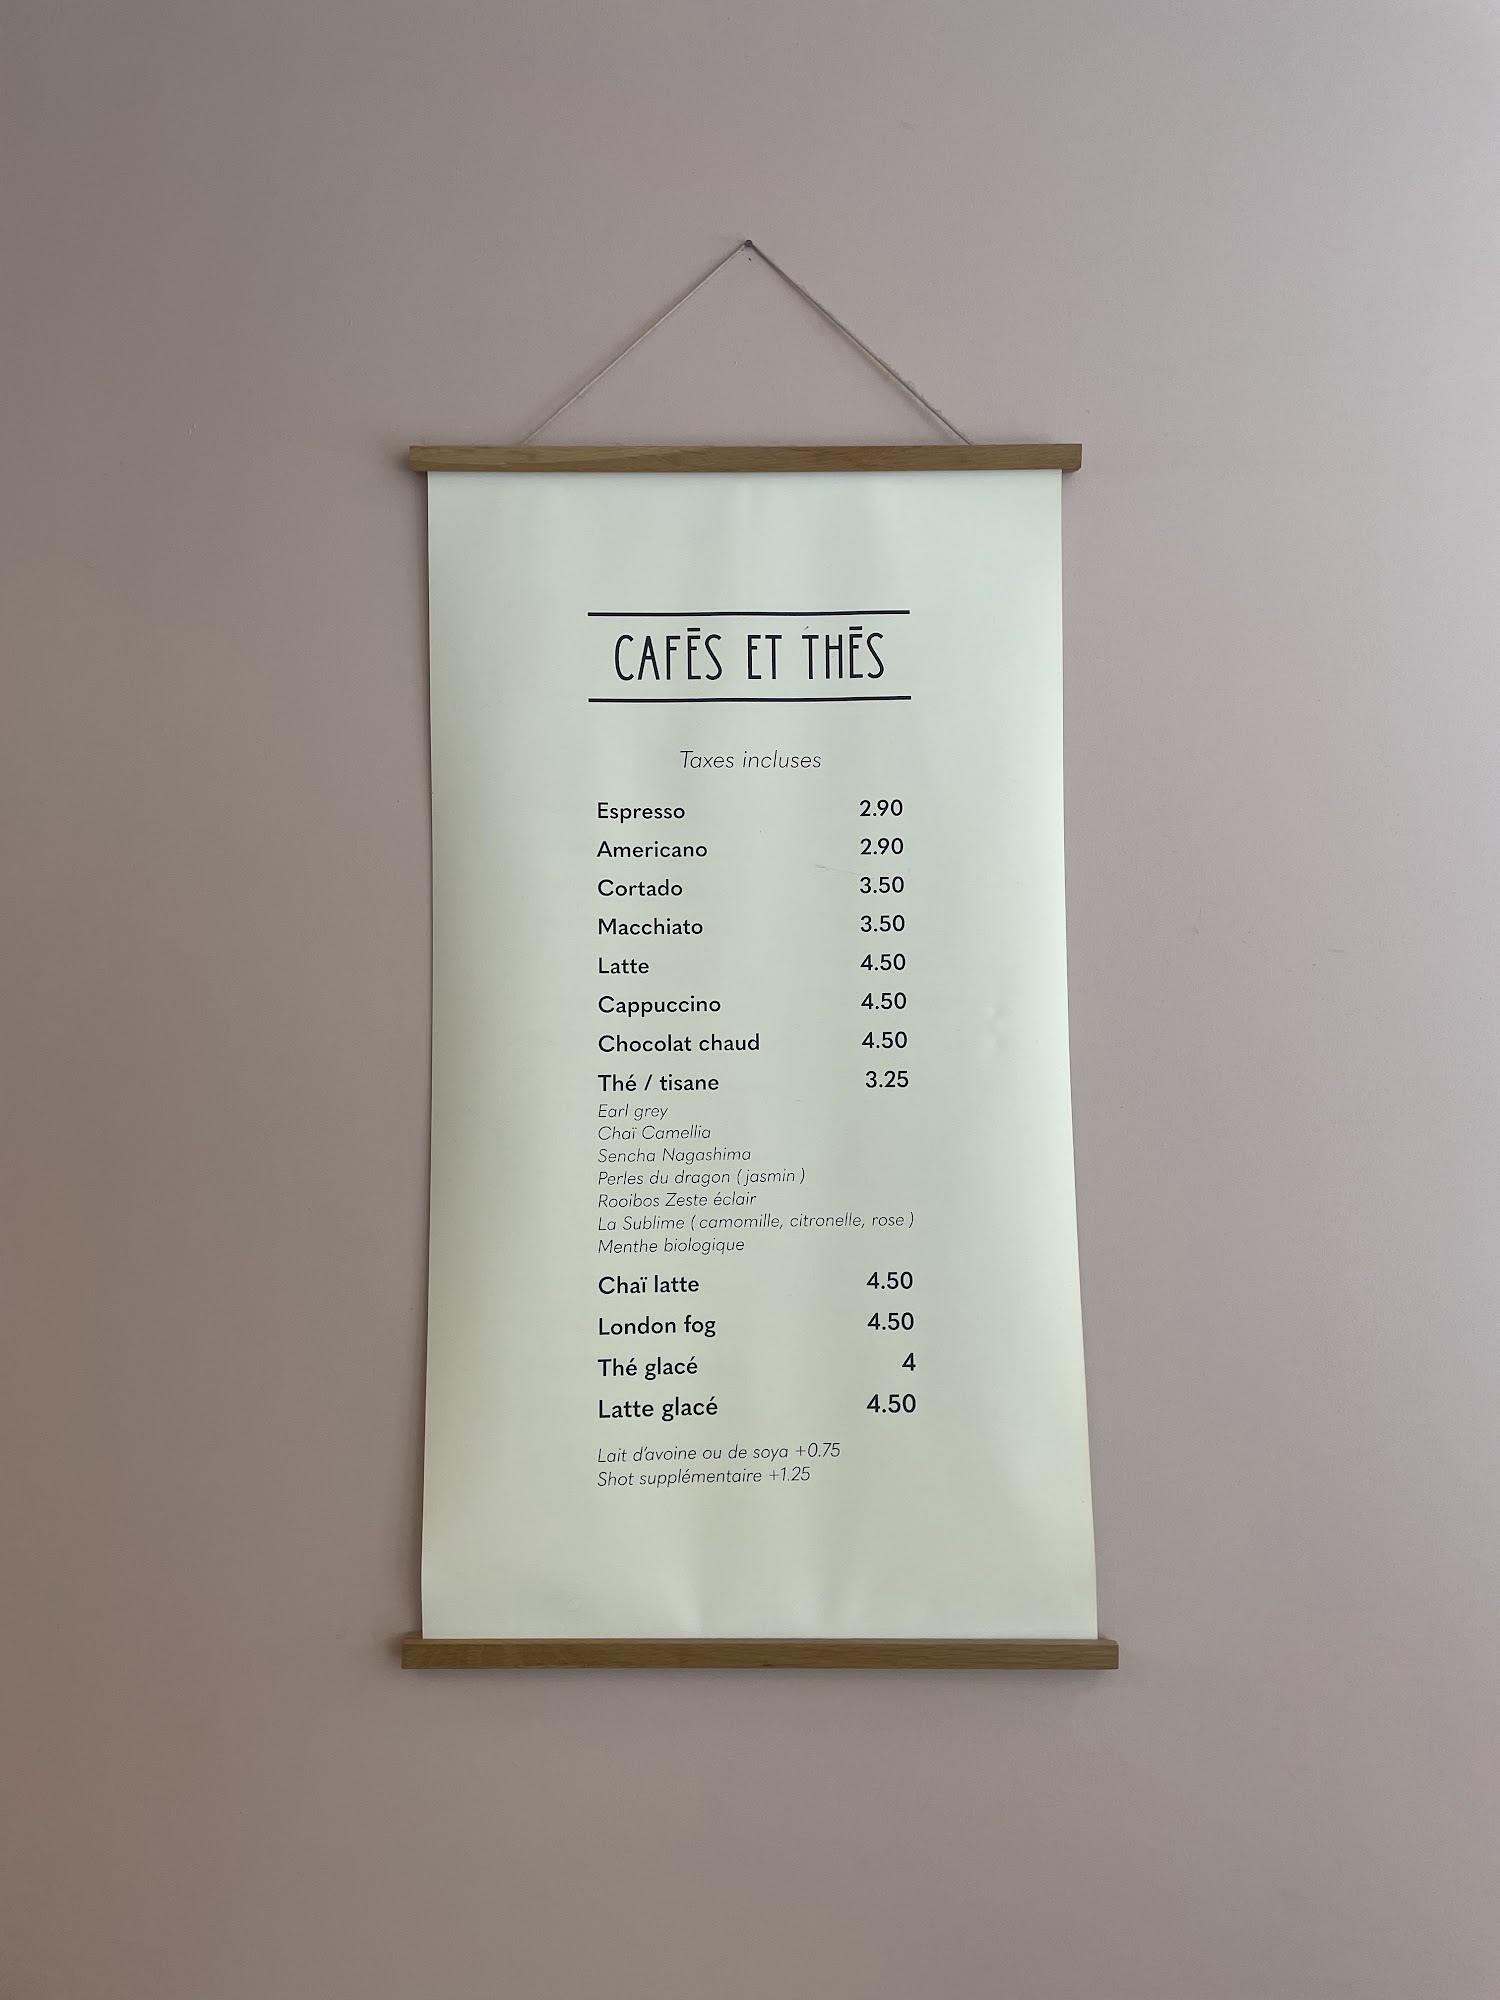 CAFĒS ET THĒS
Taxes incluses
Espresso 2.90
Americano 2.90
Cortado 3.50
Macchiato 3.50
Latte 4.50
Cappuccino 4.50
Chocolat chaud 4.50
Thé / tisane 3.25
Earl grey
Chaï Camellia
Sencha Nagashima
Perles du dragon ( jasmin )
Rooibos Zeste éclair
La Sublime ( camomille, citronelle, rose )
Menthe biologique
Chaï latte 4.50
London fog 4.50
Thé glacé 4
Latte glacé 4.50
Lait d'avoine ou de soya +0.75
Shot supplémentaire +1.25